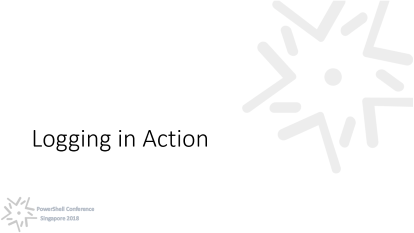 Logging in Action
PowerShell Conference
Singapore 2018